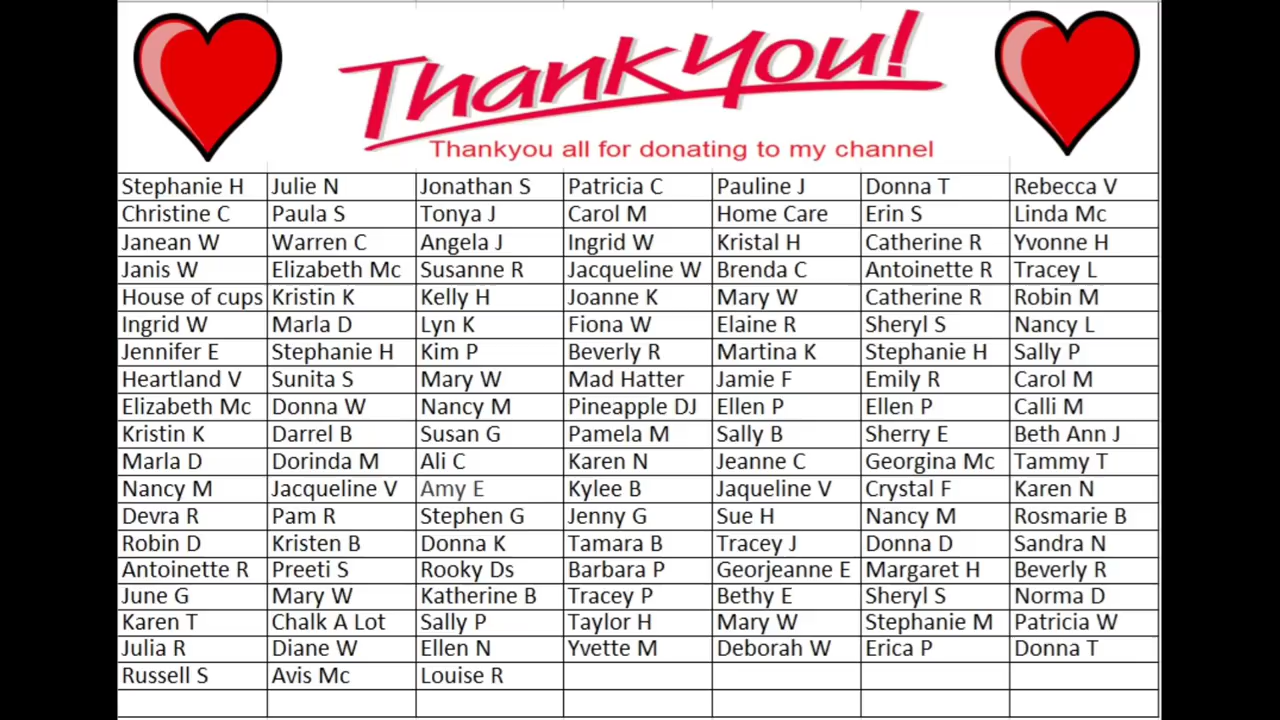 Thank you!
Thankyou all for donating to my channel
Stephanie H Julie N Jonathan S Patricia C Pauline J Donna T Rebecca V
Christine C Paula S Tonya J Carol M Home Care Erin S Linda Mc
Janean W Warren C Angela J Ingrid W Kristal H Catherine R Yvonne H
Janis W Elizabeth Mc Susanne R Jacqueline W Brenda C Antoinette R Tracey L
House of cups Kristin K Kelly H Joanne K Mary W Catherine R Robin M
Ingrid W Marla D Lyn K Fiona W Elaine R Sheryl S Nancy L
Jennifer E Stephanie H Kim P Beverly R Martina K Stephanie H Sally P
Heartland V Sunita S Mary W Mad Hatter Jamie F Emily R Carol M
Elizabeth Mc Donna W Nancy M Pineapple DJ Ellen P Ellen P Calli M
Kristin K Darrel B Susan G Pamela M Sally B Sherry E Beth Ann J
Marla D Dorinda M Ali C Karen N Jeanne C Georgina Mc Tammy T
Nancy M Jacqueline V Amy E Kylee B Jaqueline V Crystal F Karen N
Devra R Pam R Stephen G Jenny G Sue H Nancy M Rosmarie B
Robin D Kristen B Donna K Tamara B Tracey J Donna D Sandra N
Antoinette R Preeti S Rooky Ds Barbara P Georjeanne E Margaret H Beverly R
June G Mary W Katherine B Tracey P Bethy E Sheryl S Norma D
Karen T Chalk A Lot Sally P Taylor H Mary W Stephanie M Patricia W
Julia R Diane W Ellen N Yvette M Deborah W Erica P Donna T
Russell S Avis Mc Louise R